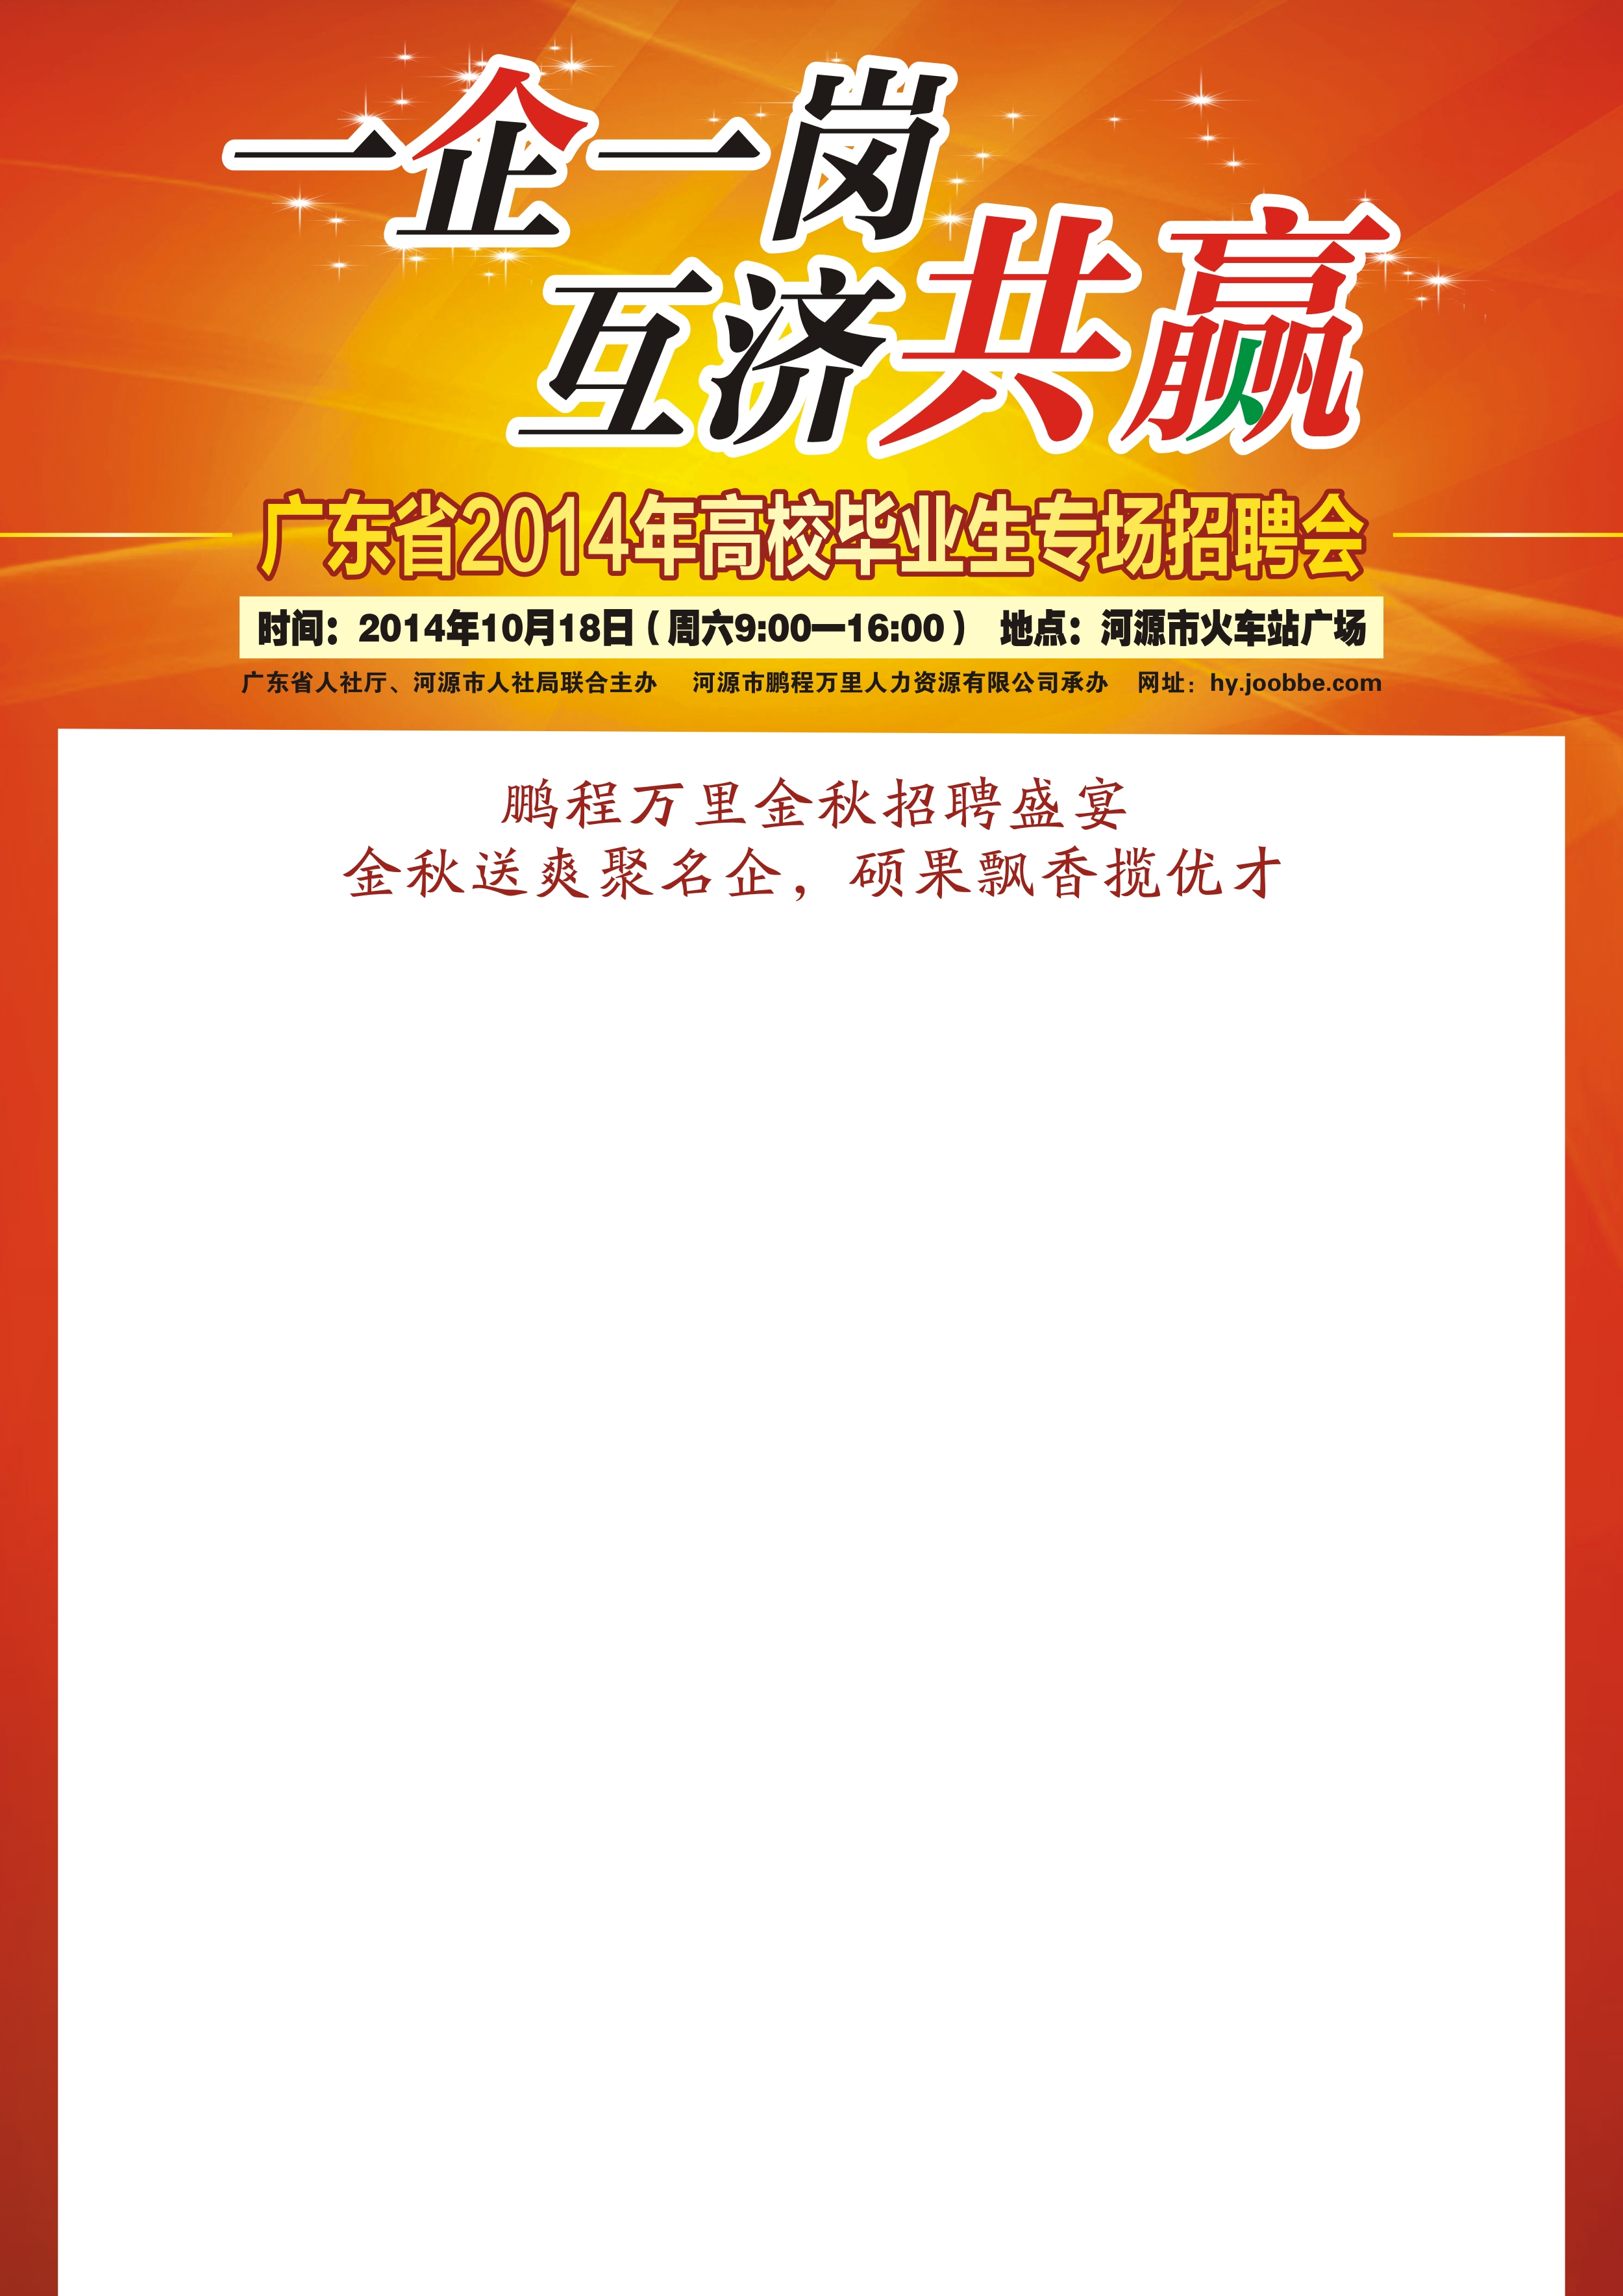 一企一岗
互济共赢
广东省2014年高校毕业生专场招聘会
时间：2014年10月18日（周六9:00—16:00） 地点：河源市火车站广场
广东省人社厅、河源市人社局联合主办 河源市鹏程万里人力资源有限公司承办 网址：hy.joobbe.com
鹏程万里金秋招聘盛宴
金秋送爽聚名企，硕果飘香揽优才